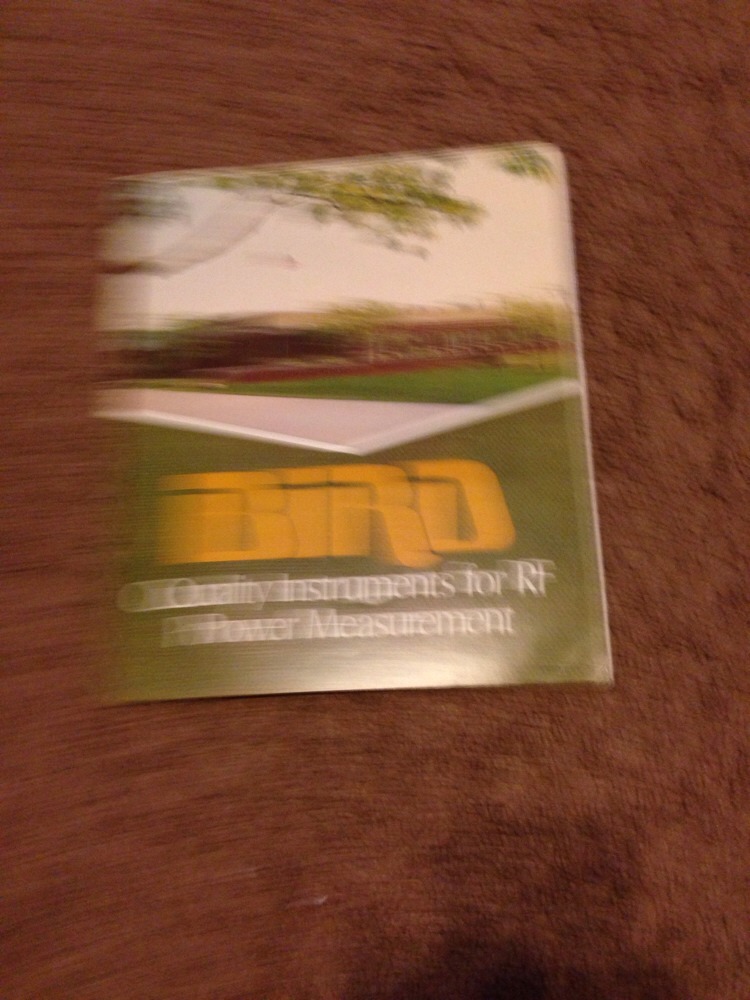 BIRD
Quality Instruments for RF
Power Measurement